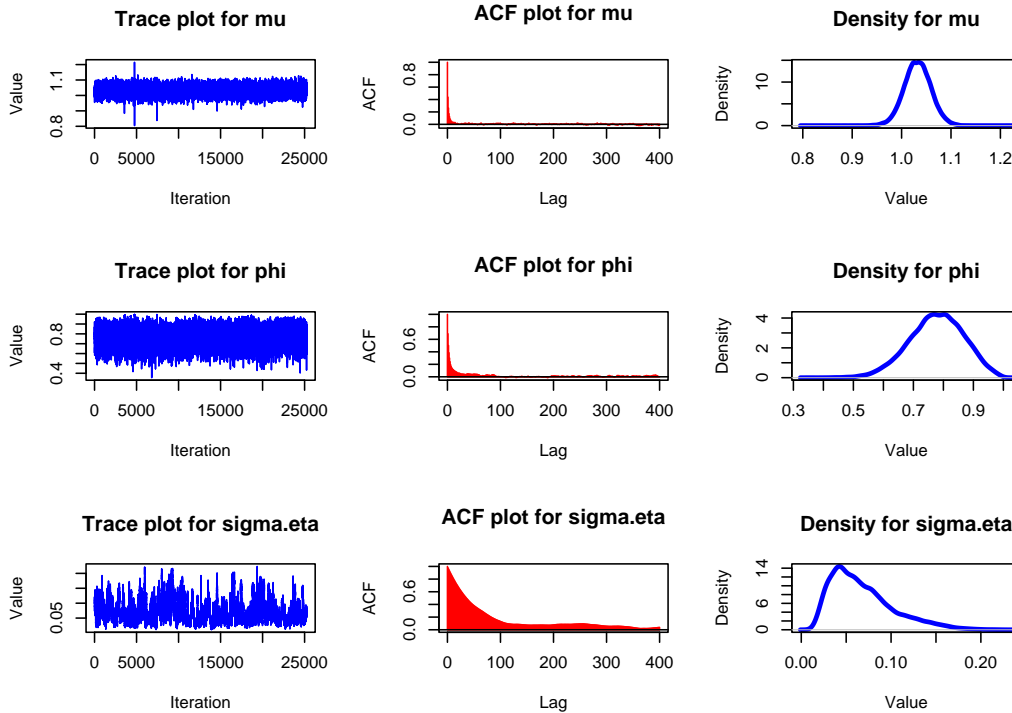 Trace plot for mu
Value
0.8
1.1
0
5000
15000
25000
Iteration
ACF plot for mu
ACF
0.0
0.8
0
100
200
300
400
Lag
Density for mu
Density
0
10
0.8
0.9
1.0
1.1
1.2
Value
Trace plot for phi
Value
0.4
0.8
0
5000
15000
25000
Iteration
ACF plot for phi
ACF
0.0
0.6
0
100
200
300
400
Lag
Density for phi
Density
0
2
4
0.3
0.5
0.7
0.9
Value
Trace plot for sigma.eta
Value
0.05
0
5000
15000
25000
Iteration
ACF plot for sigma.eta
ACF
0.0
0.6
0
100
200
300
400
Lag
Density for sigma.eta
Density
0
6
14
0.00
0.10
0.20
Value